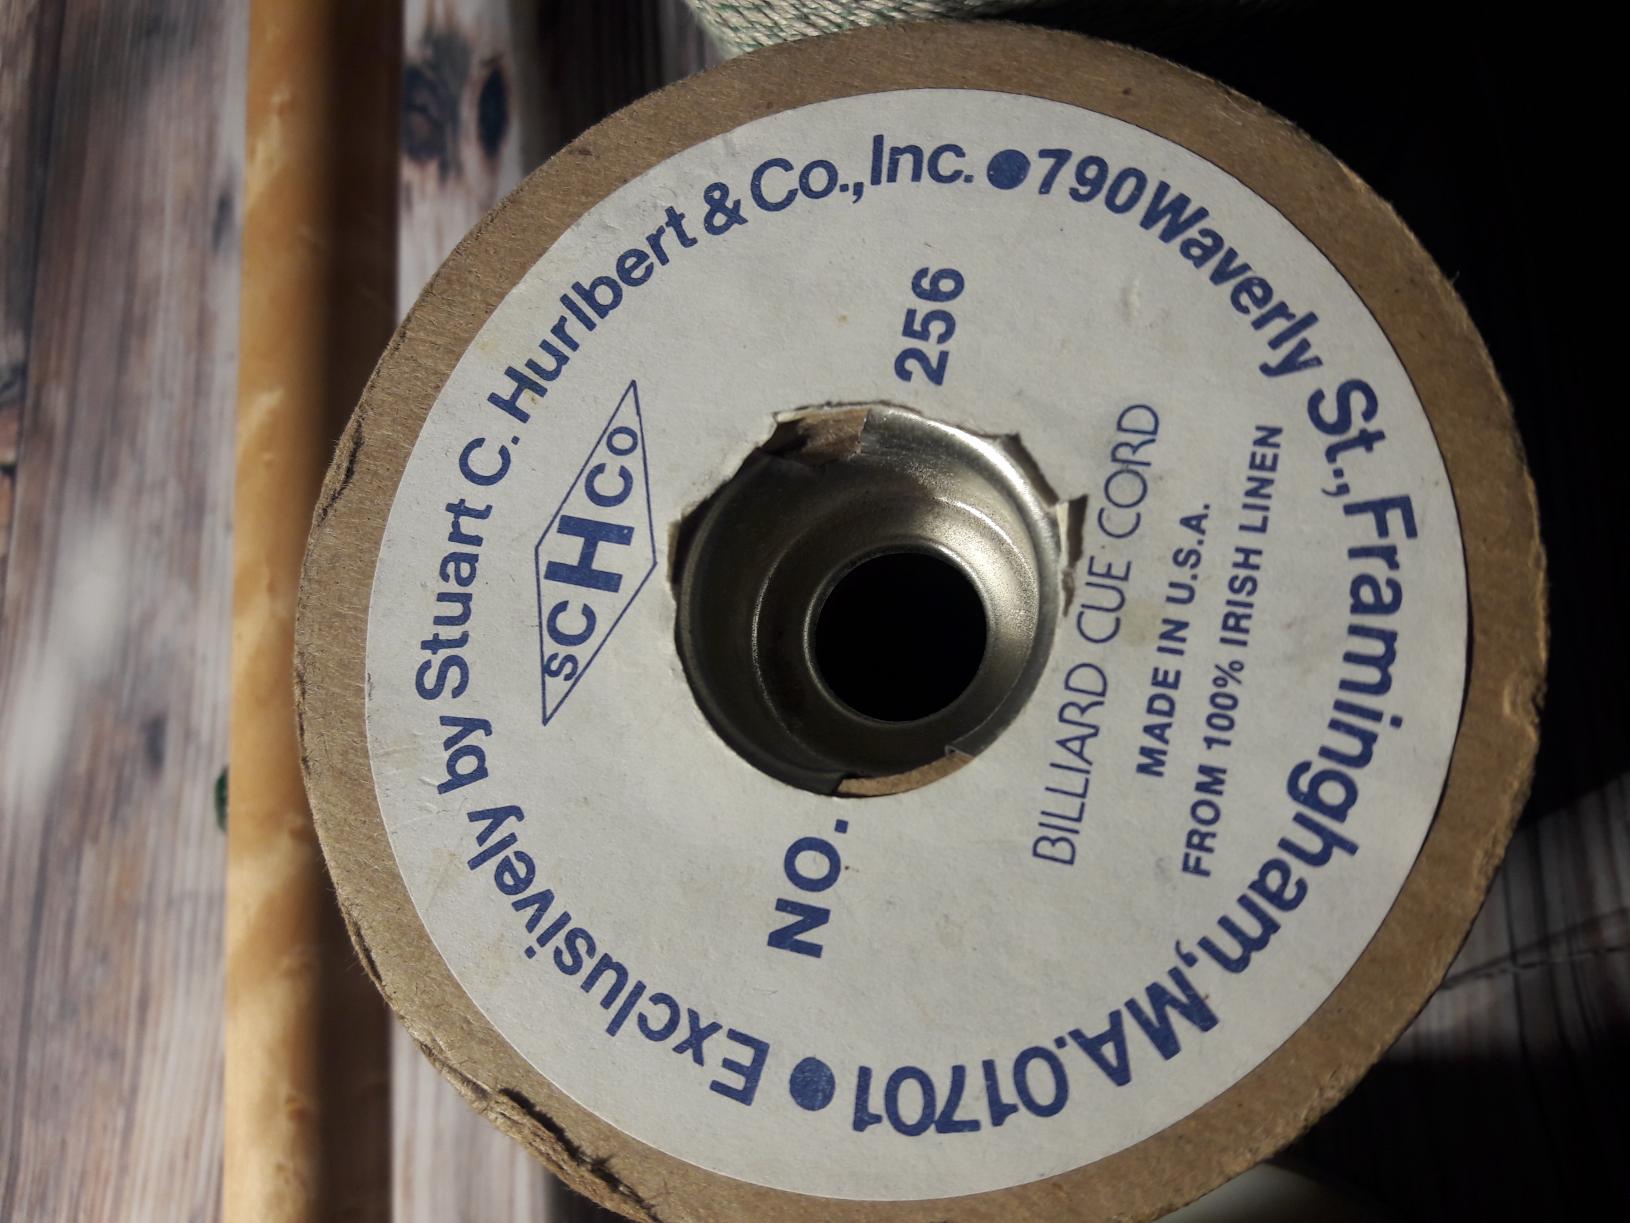 Exclusively by Stuart C. Hurlbert & Co., Inc. ● 790 Waverly St., Framingham, MA. 01701 ●
SCHCO
NO. 256
BILLIARD CUE CORD
MADE IN U.S.A.
FROM 100% IRISH LINEN